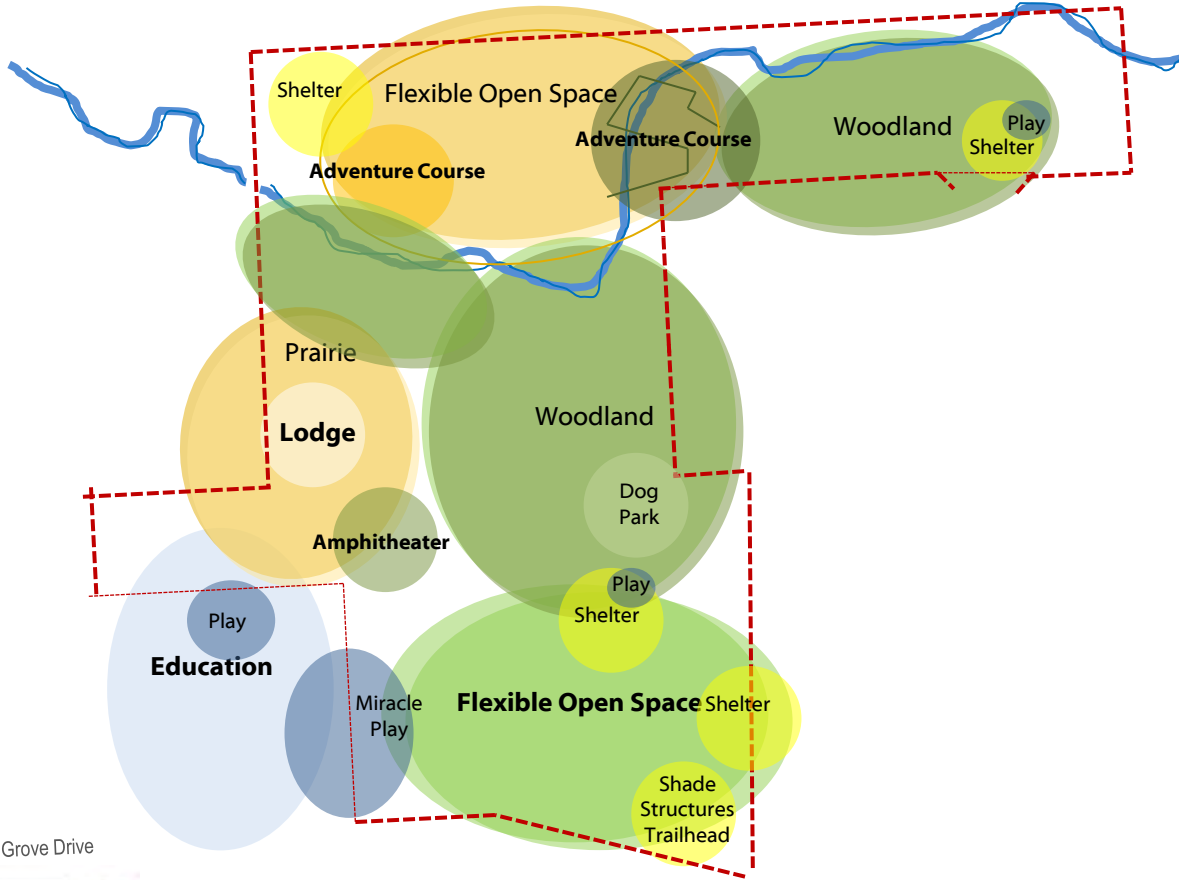 Shelter
Flexible Open Space
Adventure Course
Adventure Course
Woodland
Play
Shelter
Prairie
Lodge
Woodland
Dog
Park
Amphitheater
Play
Shelter
Play
Education
Miracle
Play
Flexible Open Space
Shelter
Shade
Structures
Trailhead
Grove Drive